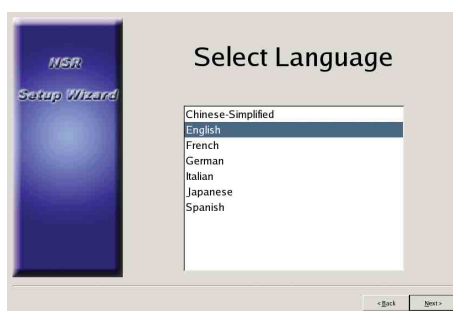 NSR
Setup Wizard
Select Language
Chinese-Simplified
English
French
German
Italian
Japanese
Spanish
< Back
Next >